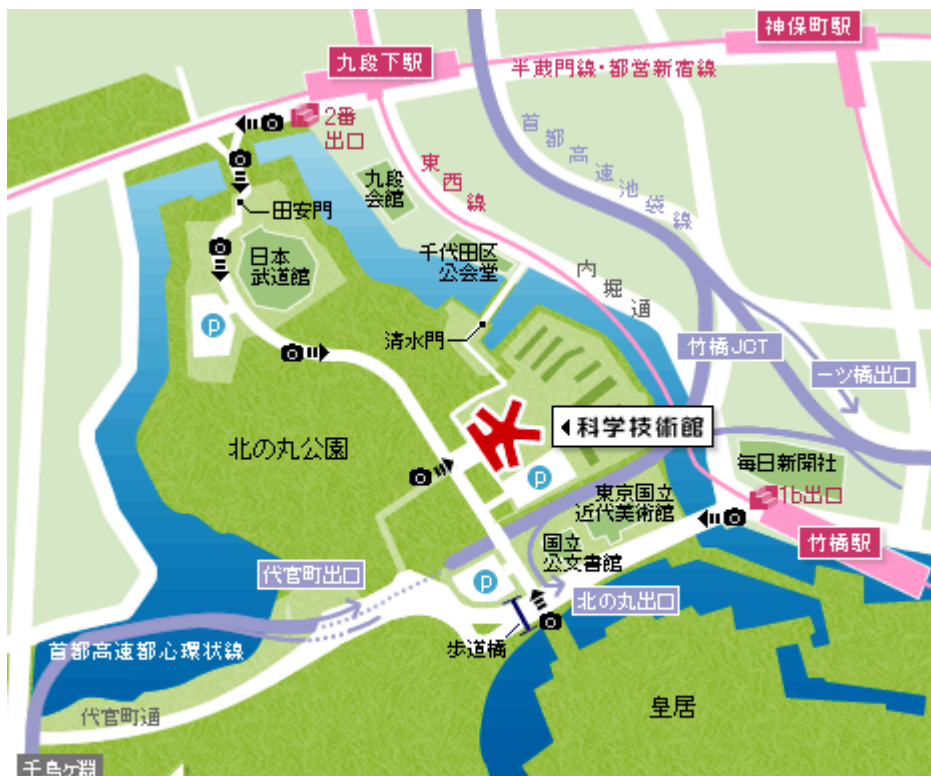 神保町駅
九段下駅
半蔵門線・都営新宿線
2番
出口
首都高速池袋線
東西線
九段
会館
田安門
日本
武道館
千代田区
公会堂
内堀通
P
清水門
竹橋JCT
一ツ橋出口
科学技術館
北の丸公園
毎日新聞社
P
東京国立
近代美術館
1b出口
国立
公文書館
竹橋駅
代官町出口
P
北の丸出口
歩道橋
首都高速都心環状線
皇居
代官町通
千鳥ヶ淵